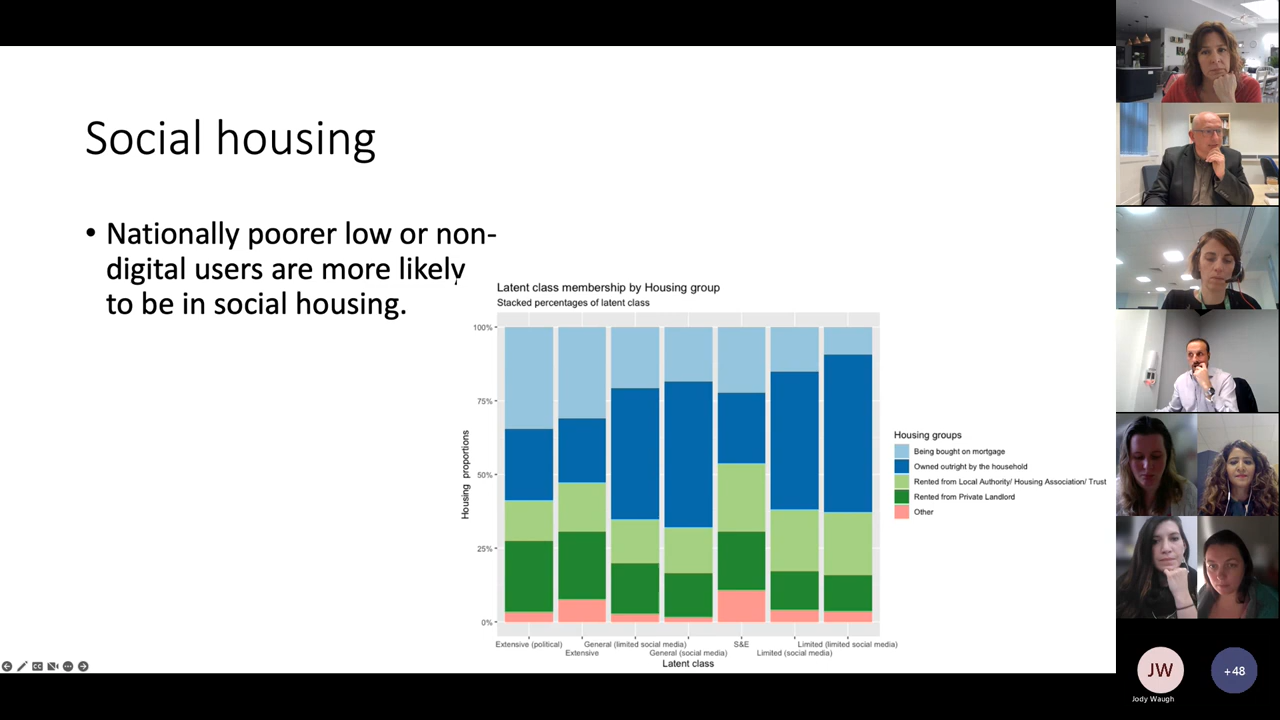 Social housing
• Nationally poorer low or non-
digital users are more likely
to be in social housing.
Latent class membership by Housing group
Stacked percentages of latent class
100%
75%
50%
25%
0%
Housing proportions
Extensive (political)
Extensive
General (limited social media)
General (social media)
S&E
Limited (social media)
Limited (limited social media)
Latent class
Housing groups
Being bought on mortgage
Owned outright by the household
Rented from Local Authority/ Housing Association/ Trust
Rented from Private Landlord
Other
JW
Jody Waugh
+48